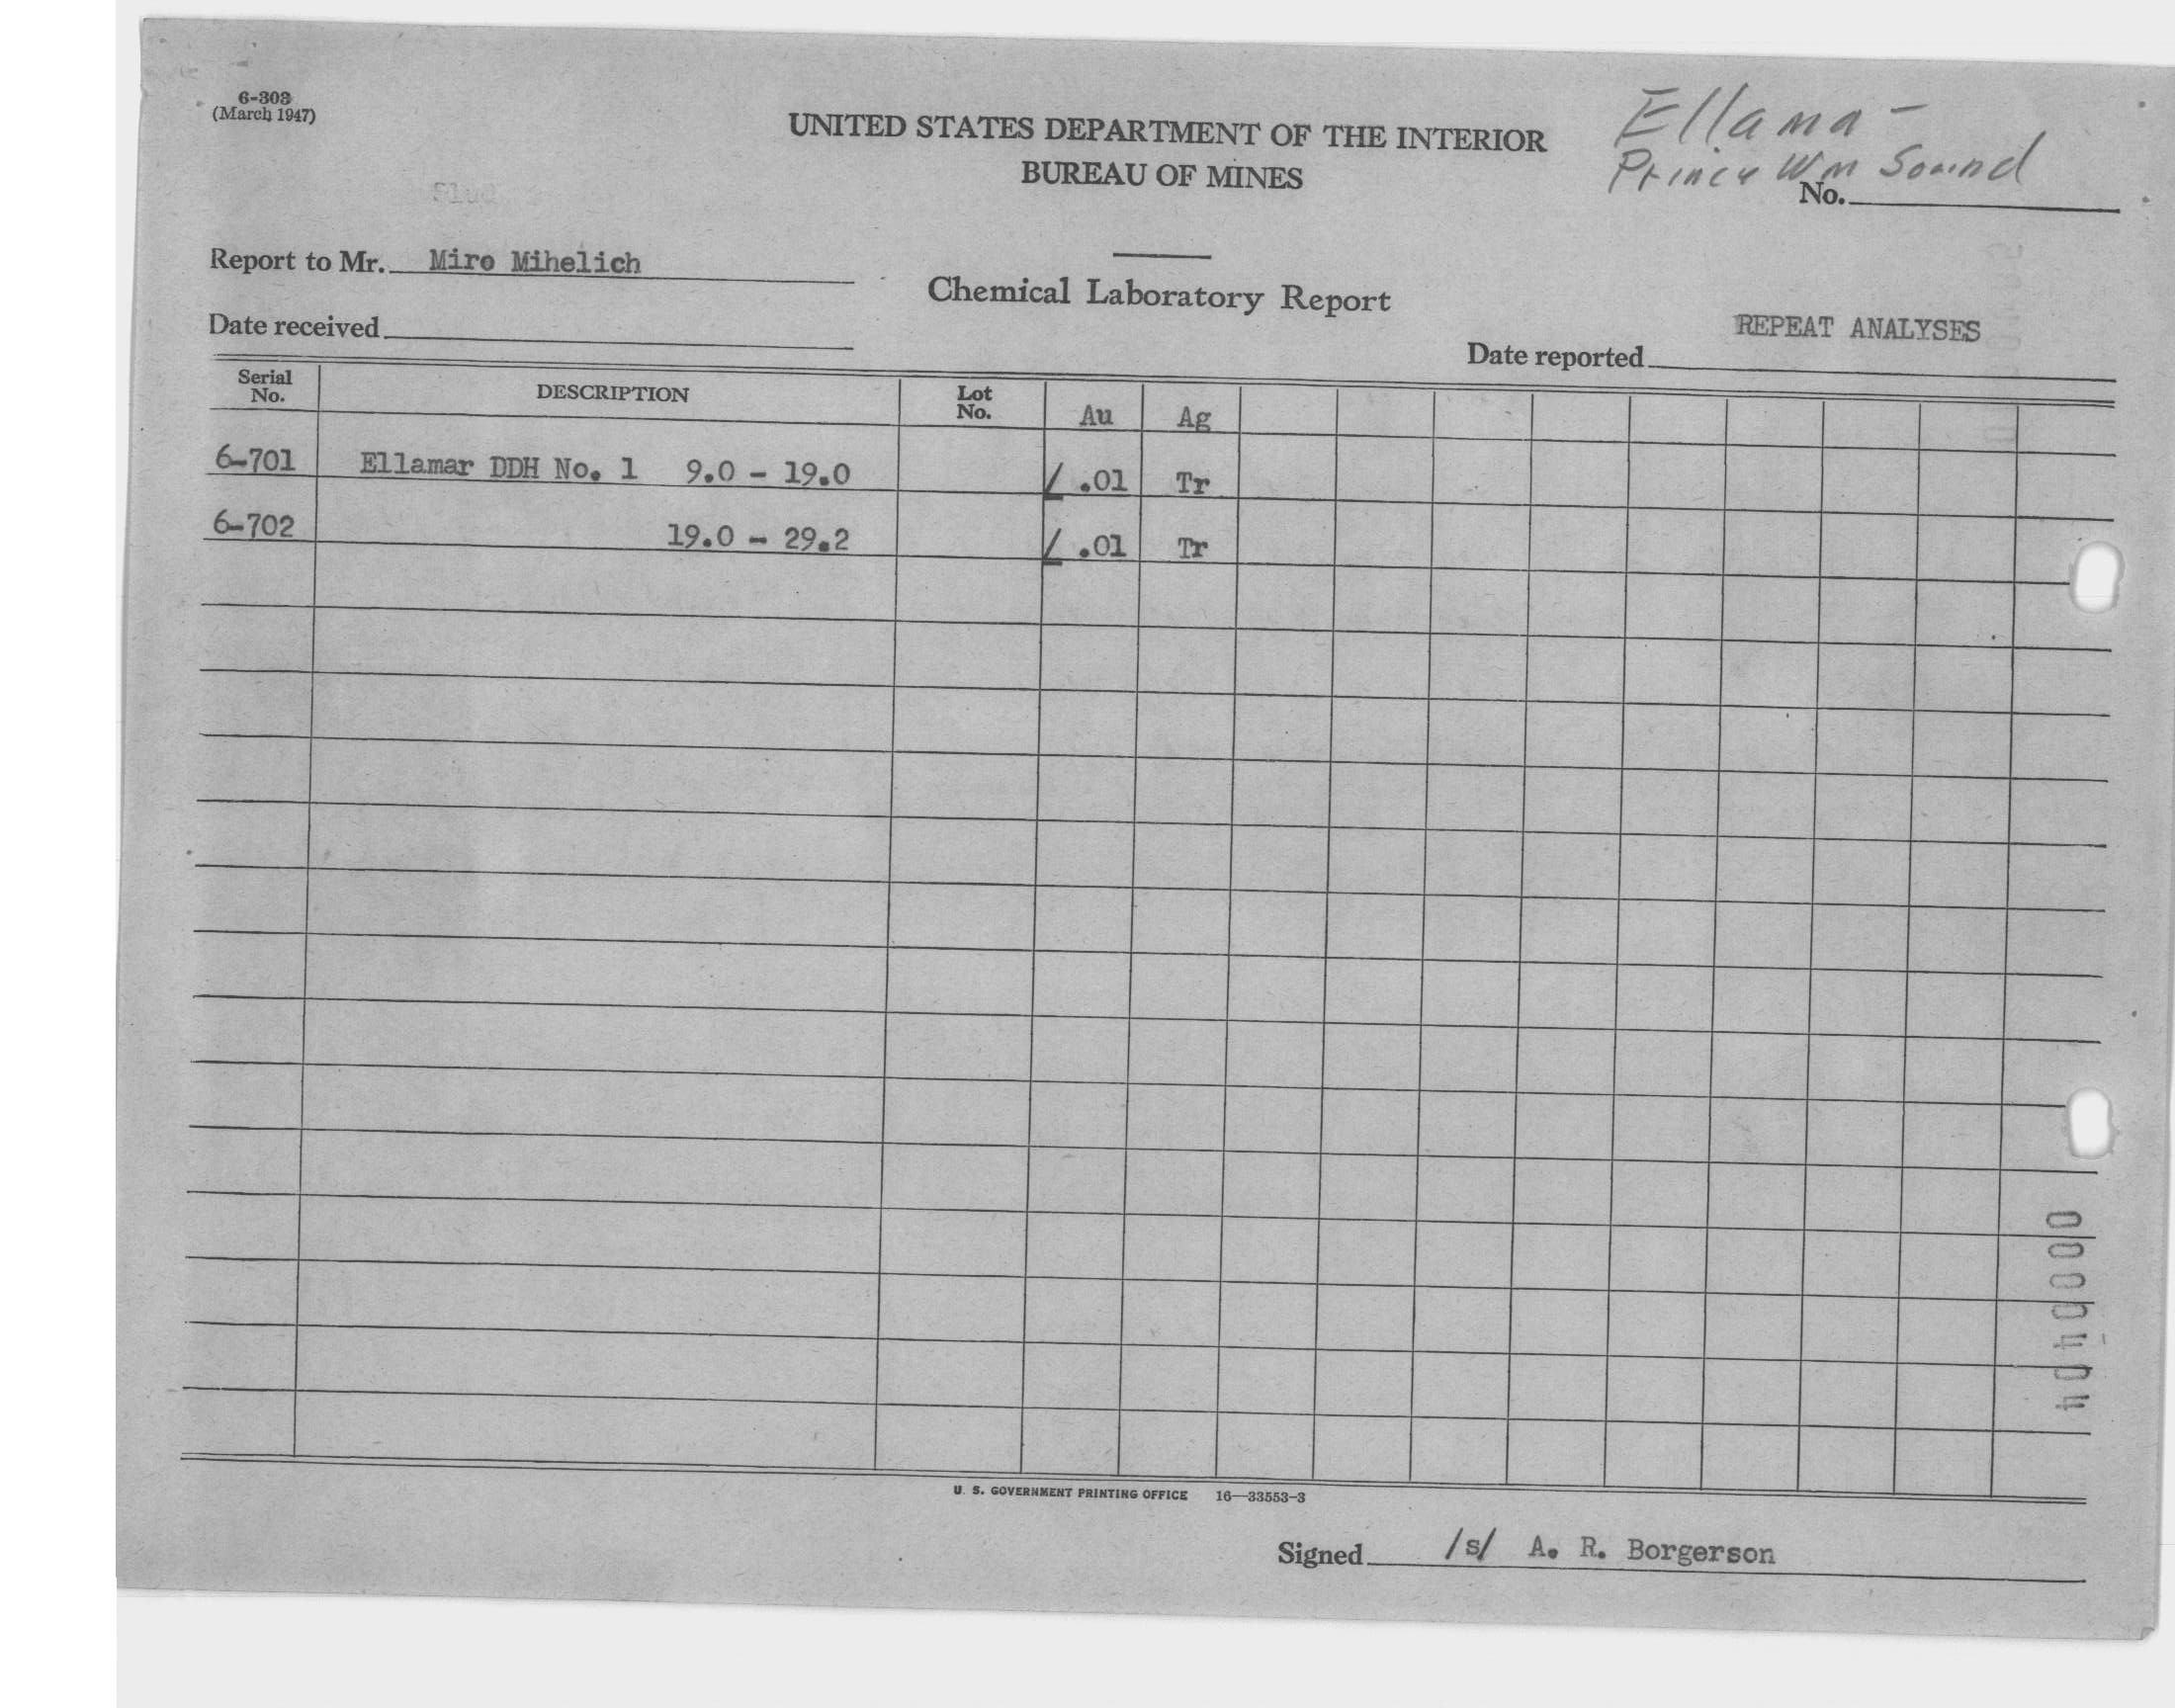 6-303
(March 1947)
UNITED STATES DEPARTMENT OF THE INTERIOR
BUREAU OF MINES
Ellama-
Prince Wm Sound
No.
Report to Mr. Miro Mihelich
Chemical Laboratory Report
Date received
REPEAT ANALYSES
Date reported
Serial No. DESCRIPTION Lot No. Au Ag
6-701 Ellamar DDH No. 1 9.0 - 19.0 / .01 Tr
6-702 19.0 - 29.2 / .01 Tr
0000404
U. S. GOVERNMENT PRINTING OFFICE 16—33553-3
Signed /s/ A. R. Borgerson